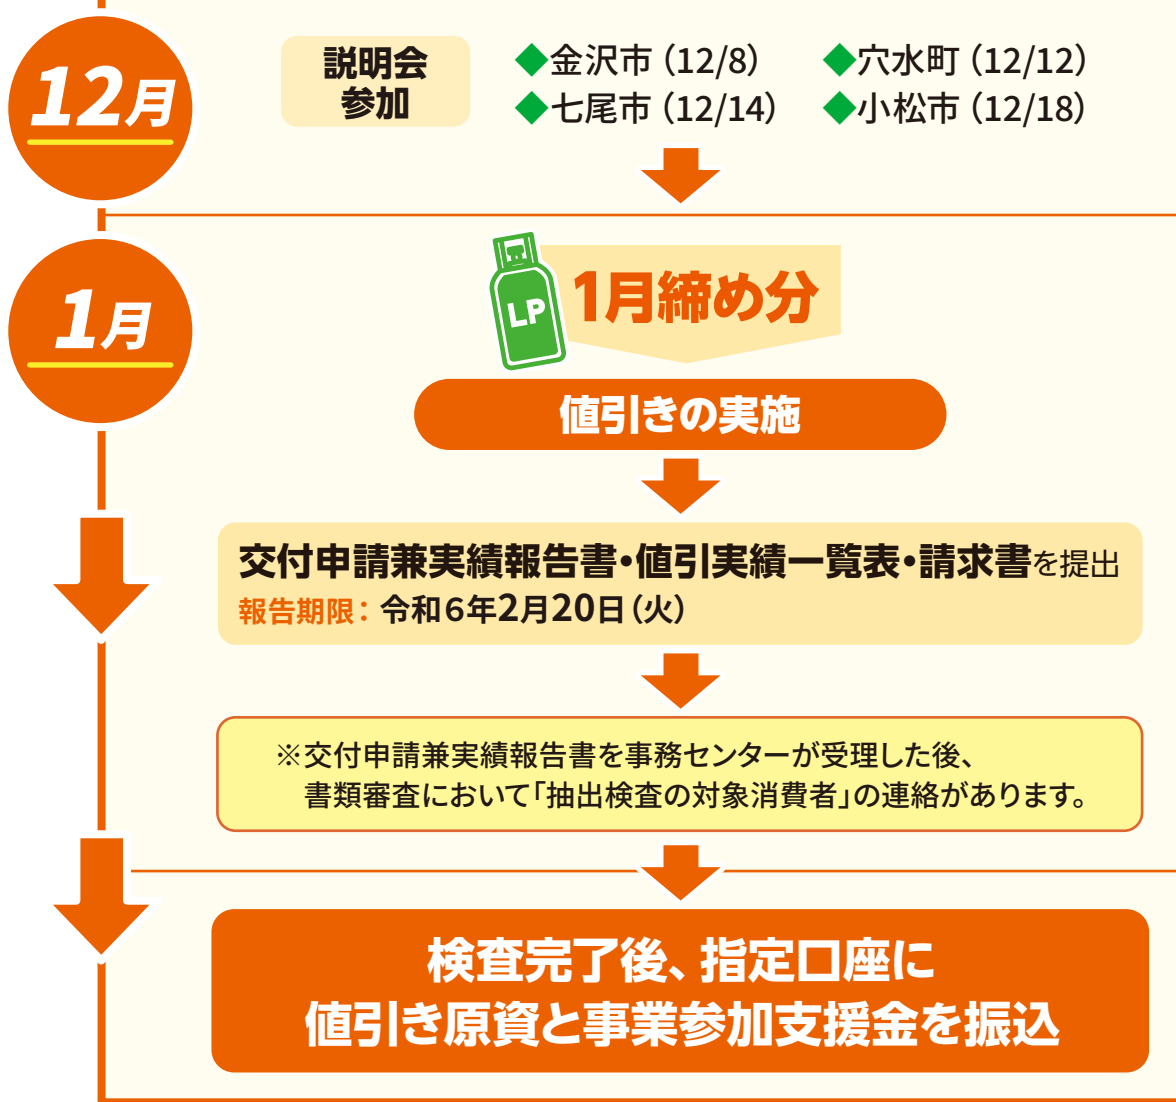 12月
説明会
参加
◆金沢市（12/8） ◆穴水町（12/12）
◆七尾市（12/14） ◆小松市（12/18）
1月
LP
1月締め分
値引きの実施
交付申請兼実績報告書・値引実績一覧表・請求書を提出
報告期限：令和6年2月20日（火）
※交付申請兼実績報告書を事務センターが受理した後、
書類審査において「抽出検査の対象消費者」の連絡があります。
検査完了後、指定口座に
値引き原資と事業参加支援金を振込